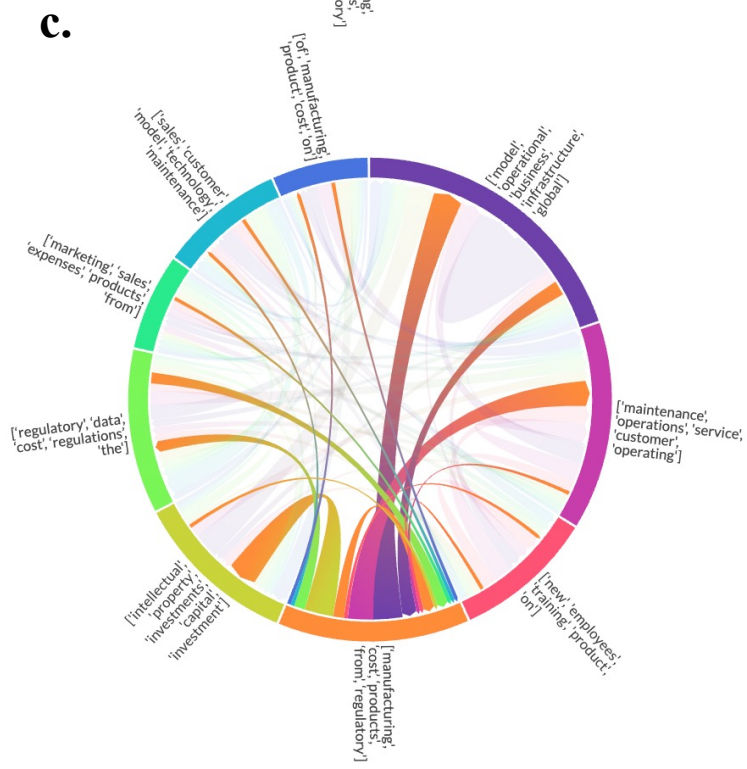 c.
ory']
['of', 'manufacturing',
'product', 'cost', 'on']
['model',
'operational',
'business',
'infrastructure,
'global']
['sales', 'customer',
'model', 'technology',
'maintenance']
['marketing', 'sales',
'expenses', 'products',
'from']
['maintenance',
'operations', 'service',
'customer',
'operating']
['regulatory', 'data',
'cost', 'regulations',
'the']
['intellectual',
'property',
'investments',
'capital',
'investment']
['new', 'employees',
'training', 'product',
'on']
['manufacturing',
'cost', 'products',
'from', 'regulatory']